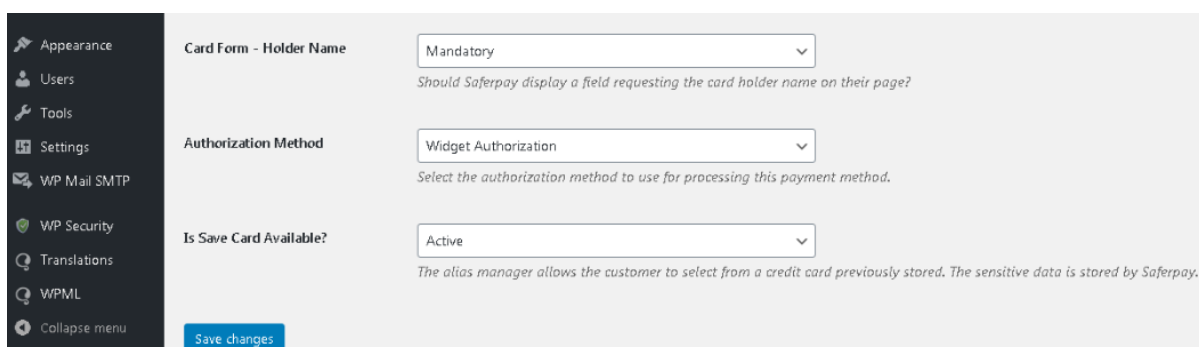 Appearance
Users
Tools
Settings
WP Mail SMTP
WP Security
Translations
WPML
Collapse menu
Card Form - Holder Name
Mandatory
Should Saferpay display a field requesting the card holder name on their page?
Authorization Method
Widget Authorization
Select the authorization method to use for processing this payment method.
Is Save Card Available?
Active
The alias manager allows the customer to select from a credit card previously stored. The sensitive data is stored by Saferpay.
Save changes